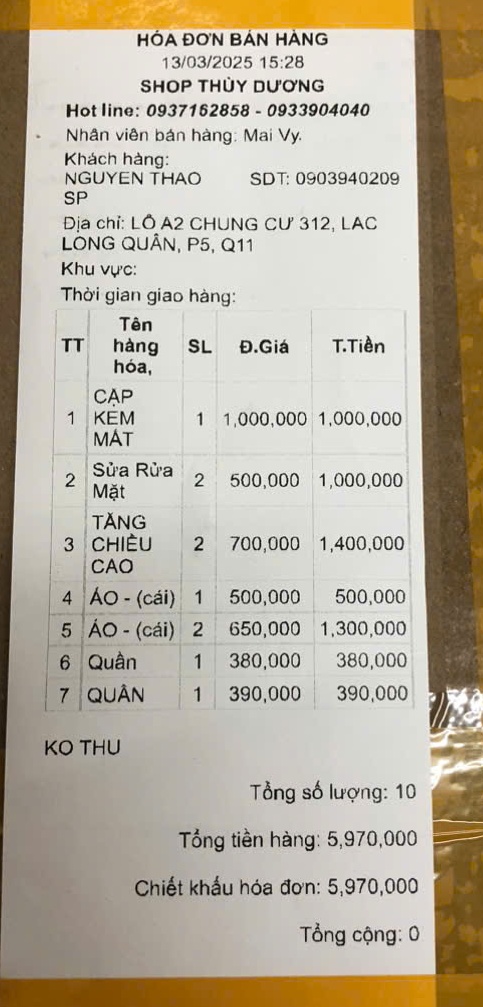 HÓA ĐƠN BÁN HÀNG
13/03/2025 15:28
SHOP THÙY DƯƠNG
Hot line: 0937162858 - 0933904040
Nhân viên bán hàng: Mai Vy.
Khách hàng:
NGUYEN THAO SDT: 0903940209
SP
Địa chỉ: LÔ A2 CHUNG CƯ 312, LAC
LONG QUÂN, P5, Q11
Khu vực:
Thời gian giao hàng:
TT Tên hàng hóa, SL Đ.Giá T.Tiền
1 CẶP KEM MẮT 1 1,000,000 1,000,000
2 Sửa Rửa Mặt 2 500,000 1,000,000
3 TĂNG CHIỀU CAO 2 700,000 1,400,000
4 ÁO - (cái) 1 500,000 500,000
5 ÁO - (cái) 2 650,000 1,300,000
6 Quần 1 380,000 380,000
7 QUẦN 1 390,000 390,000
KO THU
Tổng số lượng: 10
Tổng tiền hàng: 5,970,000
Chiết khấu hóa đơn: 5,970,000
Tổng cộng: 0